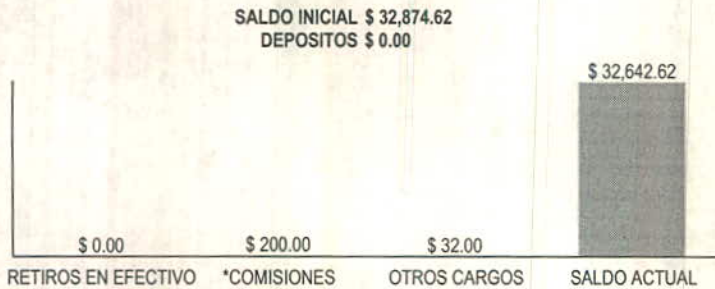 SALDO INICIAL $ 32,874.62
DEPOSITOS $ 0.00
$ 32,642.62
$ 0.00 $ 200.00 $ 32.00
RETIROS EN EFECTIVO *COMISIONES OTROS CARGOS SALDO ACTUAL